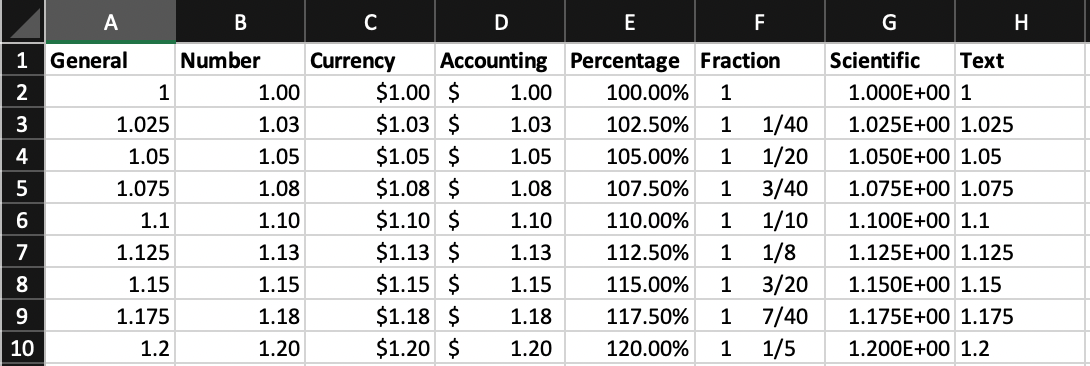 A B C D E F G H
1 General Number Currency Accounting Percentage Fraction Scientific Text
2 1 1.00 $1.00 $ 1.00 100.00% 1 1.000E+00 1
3 1.025 1.03 $1.03 $ 1.03 102.50% 1 1/40 1.025E+00 1.025
4 1.05 1.05 $1.05 $ 1.05 105.00% 1 1/20 1.050E+00 1.05
5 1.075 1.08 $1.08 $ 1.08 107.50% 1 3/40 1.075E+00 1.075
6 1.1 1.10 $1.10 $ 1.10 110.00% 1 1/10 1.100E+00 1.1
7 1.125 1.13 $1.13 $ 1.13 112.50% 1 1/8 1.125E+00 1.125
8 1.15 1.15 $1.15 $ 1.15 115.00% 1 3/20 1.150E+00 1.15
9 1.175 1.18 $1.18 $ 1.18 117.50% 1 7/40 1.175E+00 1.175
10 1.2 1.20 $1.20 $ 1.20 120.00% 1 1/5 1.200E+00 1.2